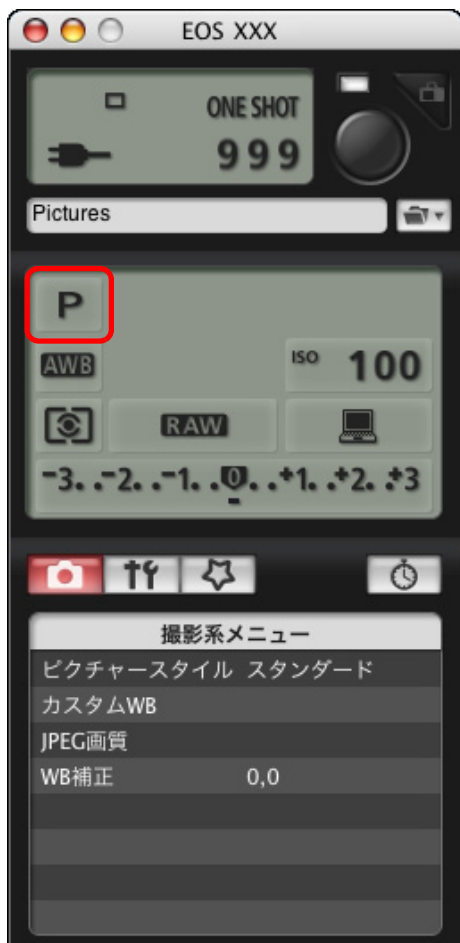 EOS XXX
ONE SHOT
999
Pictures
P
AWB
ISO 100
RAW
-3. .-2. .-1. .0. .+1. .+2. .+3
撮影系メニュー
ピクチャースタイル スタンダード
カスタムWB
JPEG画質
WB補正 0,0